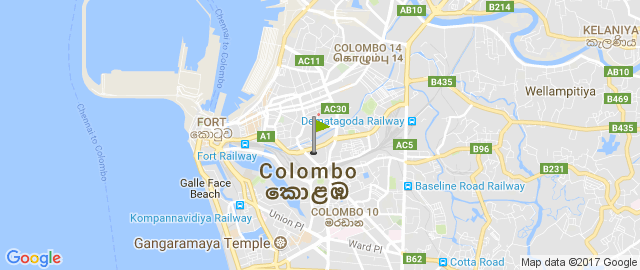 AB10
B214
KELANIYA
කැලණිය
Chennai to Colombo
COLOMBO 14
கொழும்பு 14
AC11
B435
AB10
Wellampitiya
B469
AC30
B435
Dematagoda Railway
FORT
කොටුව
A1
AC5
B96
Fort Railway
Colombo
කොළඹ
B231
Galle Face
Beach
Baseline Road Railway
Chennai to Colombo
Kompannavidiya Railway
COLOMBO 10
මරදාන
Union Pl
Gangaramaya Temple
Ward Pl
B62
Cotta Road
Google
Map data ©2017 Google